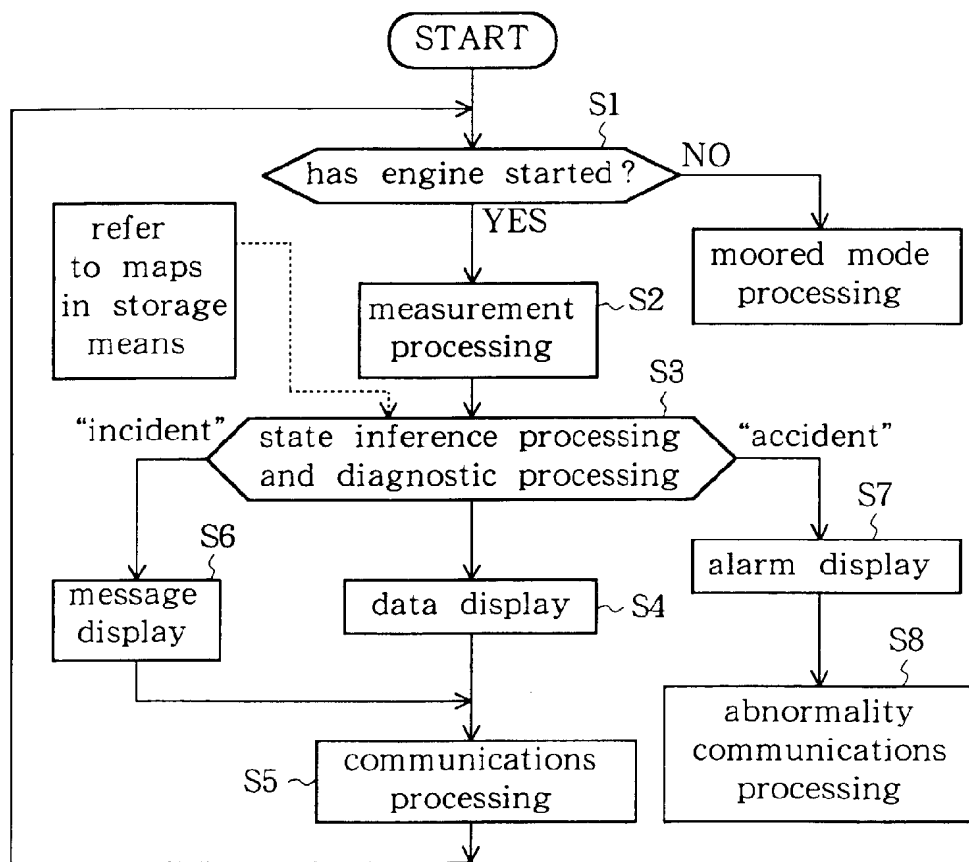 START
S1
has engine started?
NO
YES
refer
to maps
in storage
means
moored mode
processing
measurement
processing
S2
S3
"incident"
state inference processing
and diagnostic processing
"accident"
S7
alarm display
S6
message
display
data display
S4
S8
abnormality
communications
processing
S5
communications
processing